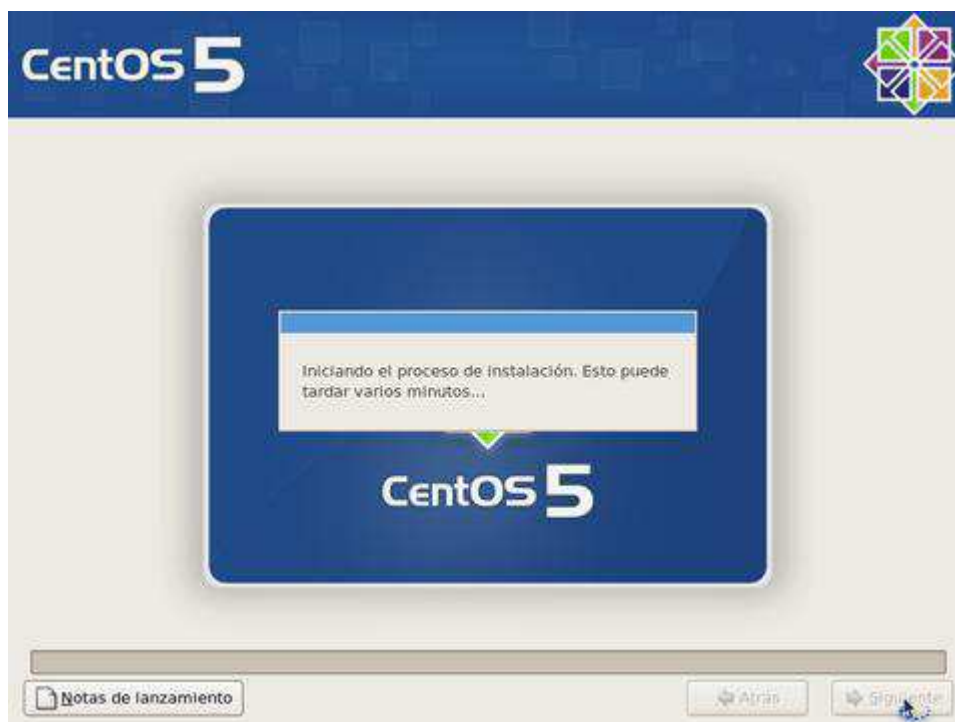 CentOS 5
Iniciando el proceso de instalación. Esto puede
tardar varios minutos...
CentOS 5
Notas de lanzamiento
Atrás
Siguiente